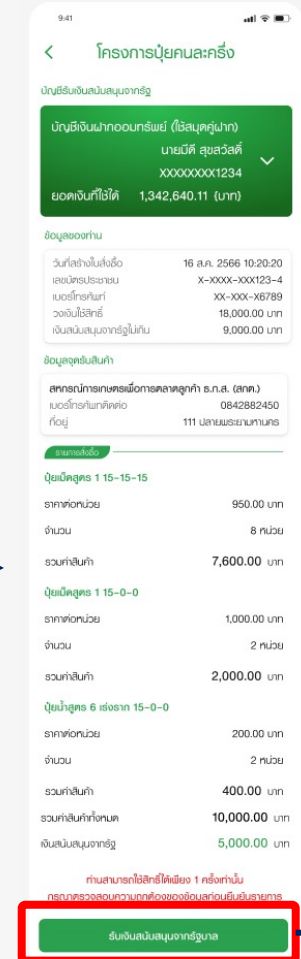 9:41
โครงการปุ๋ยคนละครึ่ง
บัญชีรับเงินสนับสนุนจากรัฐ
บัญชีเงินฝากออมทรัพย์ (ใช้สมุดคู่ฝาก)
นายมีดี สุขสวัสดิ์
XXXXXXXX1234
ยอดเงินที่ใช้ได้ 1,342,640.11 (บาท)
ข้อมูลของท่าน
วันที่สร้างใบสั่งซื้อ 16 ส.ค. 2566 10:20:20
เลขบัตรประชาชน X-XXXX-XXX123-4
เบอร์โทรศัพท์ XX-XXX-X6789
วงเงินใช้สิทธิ์ 18,000.00 บาท
เงินสนับสนุนจากรัฐไม่เกิน 9,000.00 บาท
ข้อมูลจุดรับสินค้า
สหกรณ์การเกษตรเพื่อการตลาดลูกค้า ธ.ก.ส. (สกต.)
เบอร์โทรศัพท์ติดต่อ 0842882450
ที่อยู่ 111 ปลายพระยามหานคร
รายการสั่งซื้อ
ปุ๋ยเม็ดสูตร 1 15-15-15
ราคาต่อหน่วย 950.00 บาท
จำนวน 8 หน่วย
รวมค่าสินค้า 7,600.00 บาท
ปุ๋ยเม็ดสูตร 1 15-0-0
ราคาต่อหน่วย 1,000.00 บาท
จำนวน 2 หน่วย
รวมค่าสินค้า 2,000.00 บาท
ปุ๋ยน้ำสูตร 6 เร่งราก 15-0-0
ราคาต่อหน่วย 200.00 บาท
จำนวน 2 หน่วย
รวมค่าสินค้า 400.00 บาท
รวมค่าสินค้าทั้งหมด 10,000.00 บาท
เงินสนับสนุนจากรัฐ 5,000.00 บาท
ท่านสามารถใช้สิทธิ์ได้เพียง 1 ครั้งเท่านั้น
กรุณาตรวจสอบความถูกต้องของข้อมูลก่อนยืนยันรายการ
รับเงินสนับสนุนจากรัฐบาล